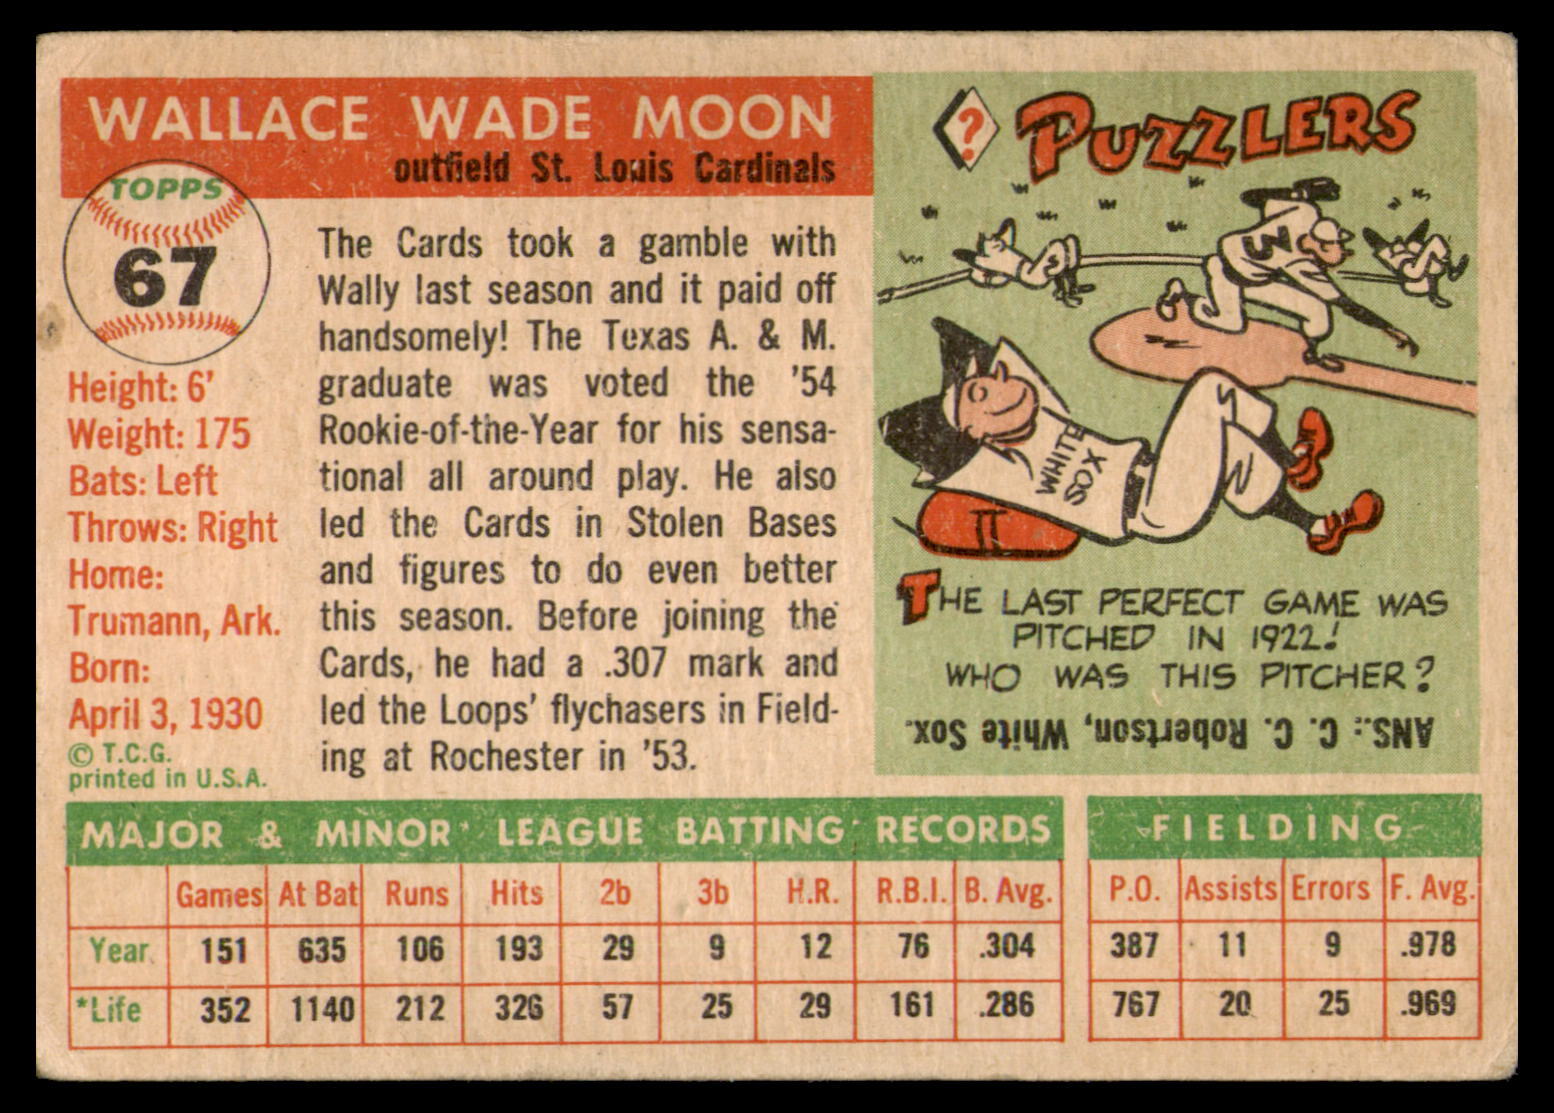 WALLACE WADE MOON
outfield St. Louis Cardinals
TOPPS
67
Height: 6'
Weight: 175
Bats: Left
Throws: Right
Home:
Trumann, Ark.
Born:
April 3, 1930
© T.C.G.
printed in U.S.A.
The Cards took a gamble with
Wally last season and it paid off
handsomely! The Texas A. & M.
graduate was voted the '54
Rookie-of-the-Year for his sensa-
tional all around play. He also
led the Cards in Stolen Bases
and figures to do even better
this season. Before joining the
Cards, he had a .307 mark and
led the Loops' flychasers in Field-
ing at Rochester in '53.
? PUZZLERS
3
WHITE
SOX
THE LAST PERFECT GAME WAS
PITCHED IN 1922!
WHO WAS THIS PITCHER?
ANS.: C. C. Robertson, White Sox.
MAJOR & MINOR* LEAGUE BATTING RECORDS
Games At Bat Runs Hits 2b 3b H.R. R.B.I. B. Avg.
Year 151 635 106 193 29 9 12 76 .304
*Life 352 1140 212 326 57 25 29 161 .286
FIELDING
P.O. Assists Errors F. Avg.
387 11 9 .978
767 20 25 .969